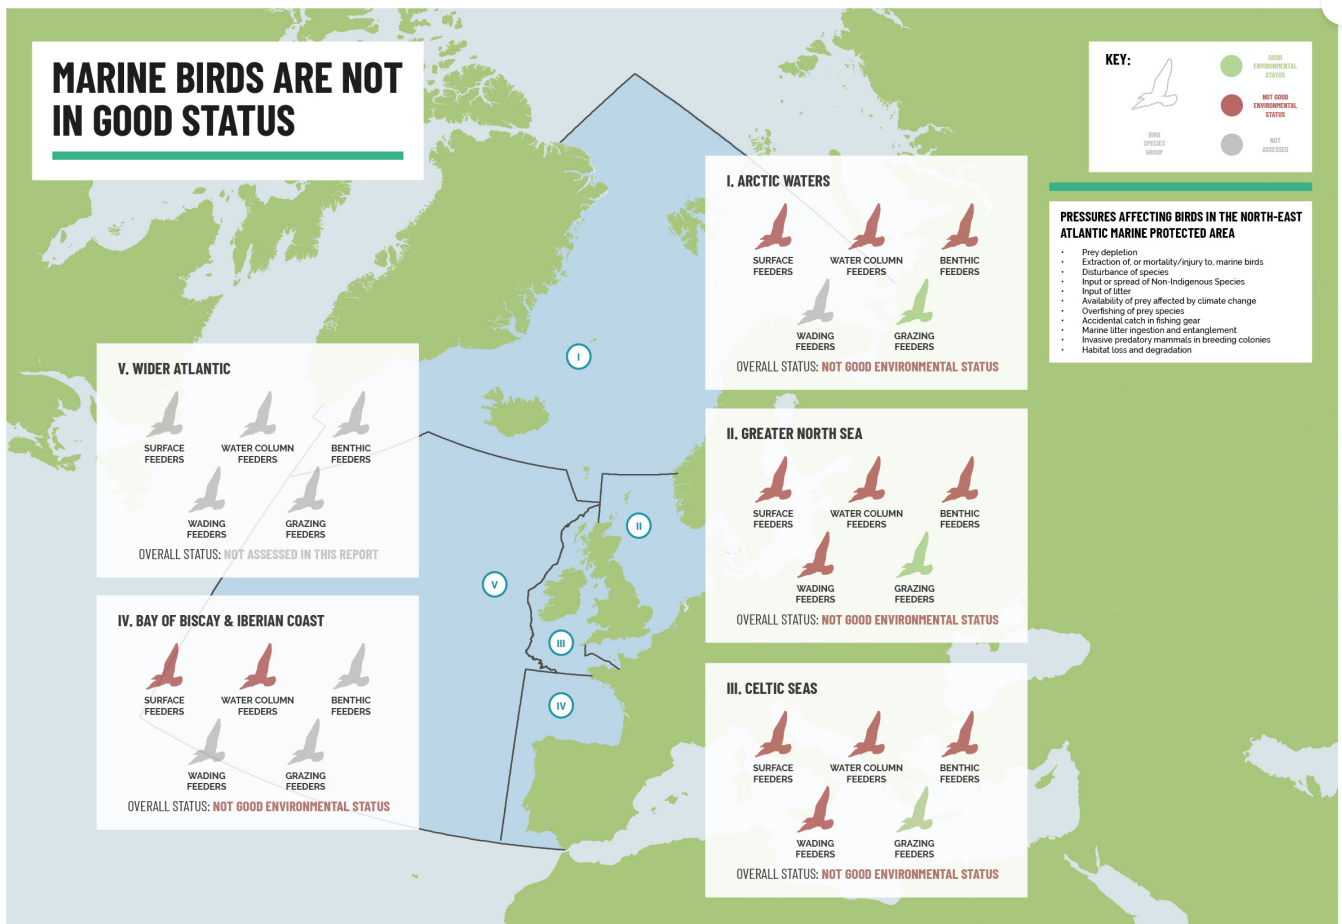 MARINE BIRDS ARE NOT
IN GOOD STATUS
KEY:
BIRD
SPECIES
GROUP
GOOD
ENVIRONMENTAL
STATUS
NOT GOOD
ENVIRONMENTAL
STATUS
NOT
ASSESSED
PRESSURES AFFECTING BIRDS IN THE NORTH-EAST
ATLANTIC MARINE PROTECTED AREA
• Prey depletion
• Extraction of, or mortality/injury to, marine birds
• Disturbance of species
• Input or spread of Non-Indigenous Species
• Input of litter
• Availability of prey affected by climate change
• Overfishing of prey species
• Accidental catch in fishing gear
• Marine litter ingestion and entanglement
• Invasive predatory mammals in breeding colonies
• Habitat loss and degradation
I. ARCTIC WATERS
SURFACE
FEEDERS
WATER COLUMN
FEEDERS
BENTHIC
FEEDERS
WADING
FEEDERS
GRAZING
FEEDERS
OVERALL STATUS: NOT GOOD ENVIRONMENTAL STATUS
II. GREATER NORTH SEA
SURFACE
FEEDERS
WATER COLUMN
FEEDERS
BENTHIC
FEEDERS
WADING
FEEDERS
GRAZING
FEEDERS
OVERALL STATUS: NOT GOOD ENVIRONMENTAL STATUS
III. CELTIC SEAS
SURFACE
FEEDERS
WATER COLUMN
FEEDERS
BENTHIC
FEEDERS
WADING
FEEDERS
GRAZING
FEEDERS
OVERALL STATUS: NOT GOOD ENVIRONMENTAL STATUS
V. WIDER ATLANTIC
SURFACE
FEEDERS
WATER COLUMN
FEEDERS
BENTHIC
FEEDERS
WADING
FEEDERS
GRAZING
FEEDERS
OVERALL STATUS: NOT ASSESSED IN THIS REPORT
IV. BAY OF BISCAY & IBERIAN COAST
SURFACE
FEEDERS
WATER COLUMN
FEEDERS
BENTHIC
FEEDERS
WADING
FEEDERS
GRAZING
FEEDERS
OVERALL STATUS: NOT GOOD ENVIRONMENTAL STATUS
I
II
V
III
IV